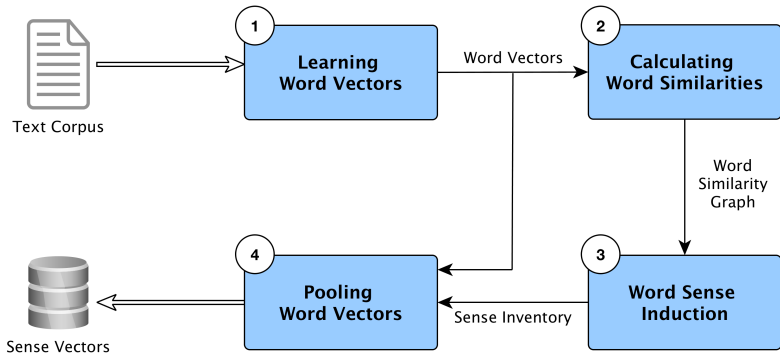 1
Learning
Word Vectors
Text Corpus
Word Vectors
2
Calculating
Word Similarities
Word
Similarity
Graph
3
Word Sense
Induction
Sense Inventory
4
Pooling
Word Vectors
Sense Vectors